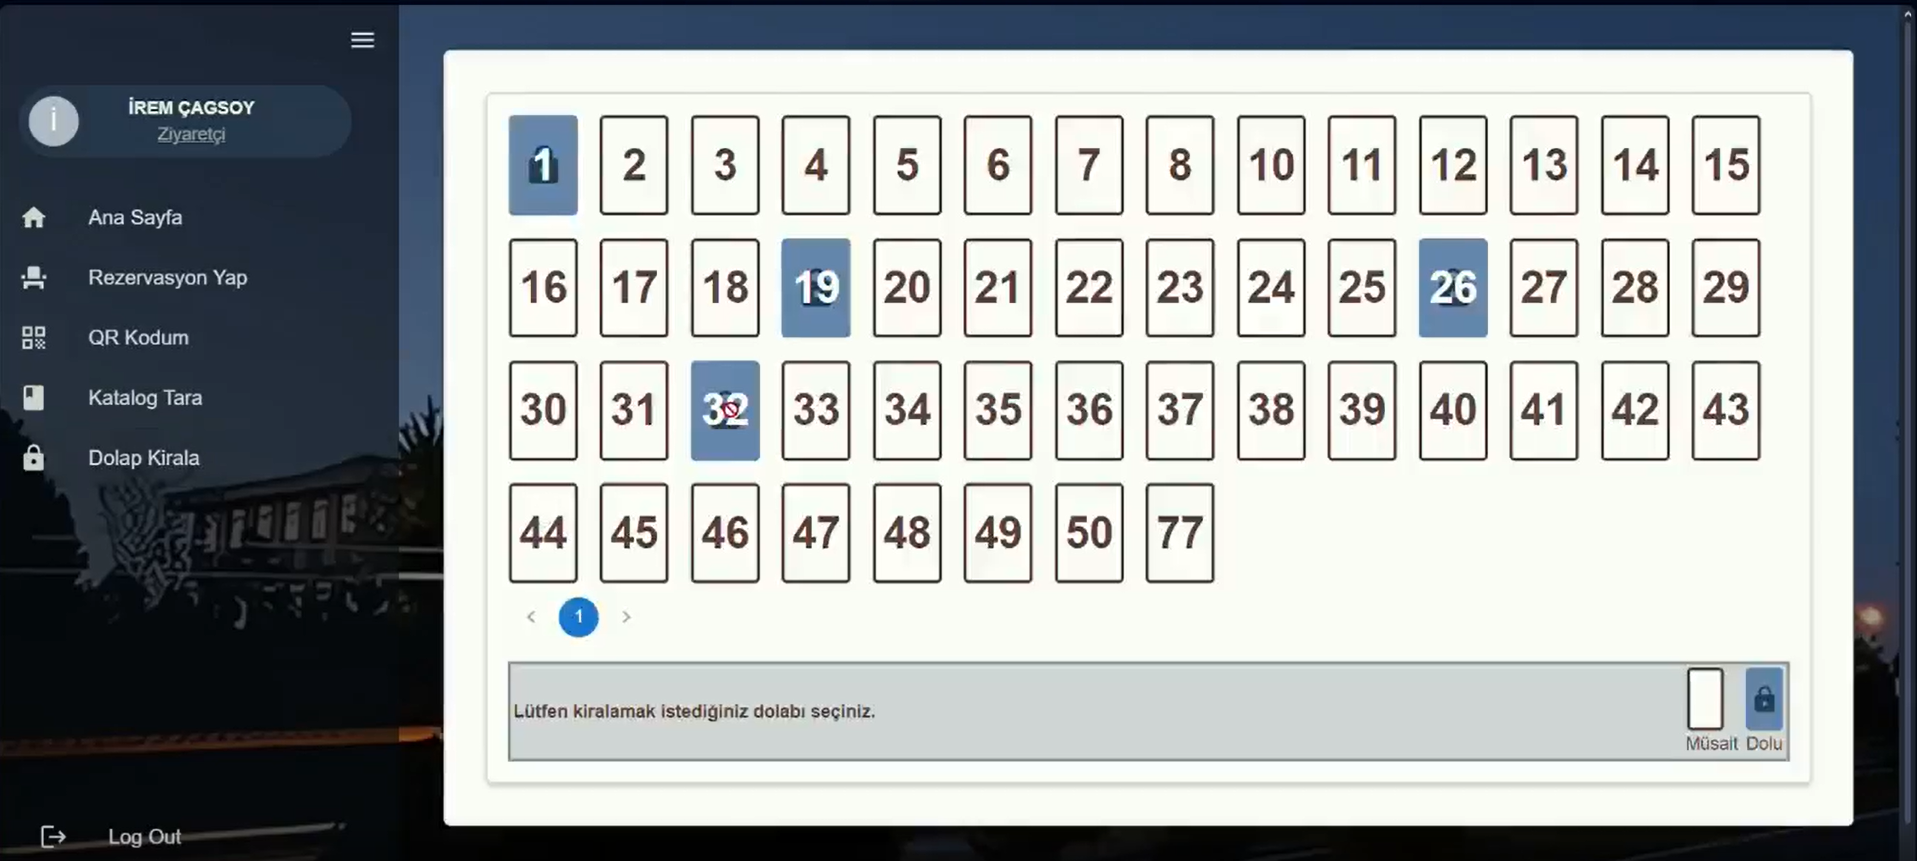 İREM ÇAGSOY
i
Ziyaretçi
Ana Sayfa
Rezervasyon Yap
QR Kodum
Katalog Tara
Dolap Kirala
Log Out
1 2 3 4 5 6 7 8 10 11 12 13 14 15
16 17 18 19 20 21 22 23 24 25 26 27 28 29
30 31 32 33 34 35 36 37 38 39 40 41 42 43
44 45 46 47 48 49 50 77
< 1 >
Lütfen kiralamak istediğiniz dolabı seçiniz.
Müsait Dolu